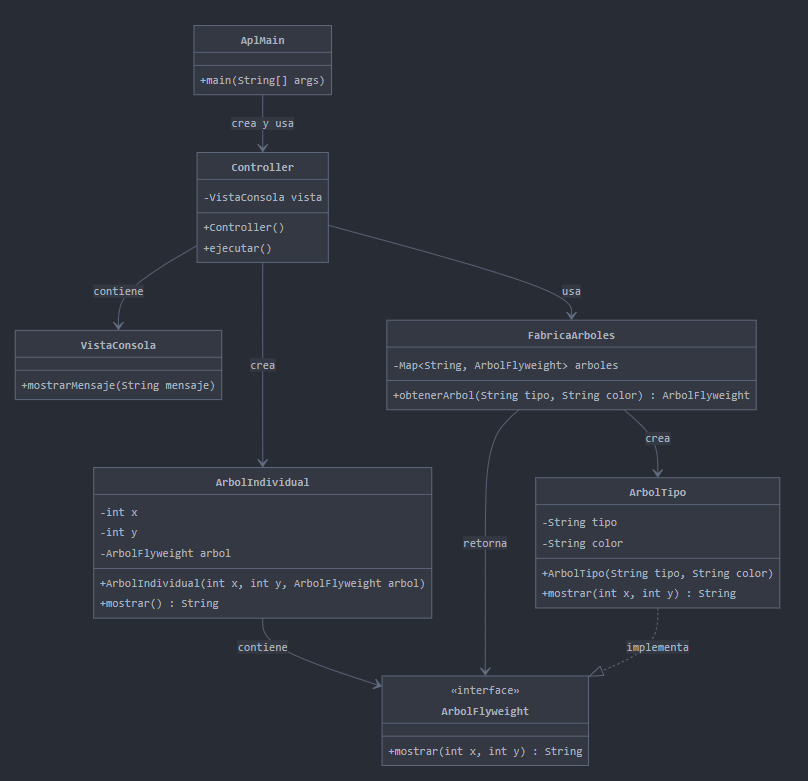 AplMain
+main(String[] args)
crea y usa
Controller
-VistaConsola vista
+Controller()
+ejecutar()
contiene
usa
VistaConsola
+mostrarMensaje(String mensaje)
crea
FabricaArboles
-Map<String, ArbolFlyweight> arboles
+obtenerArbol(String tipo, String color) : ArbolFlyweight
crea
ArbolIndividual
-int x
-int y
-ArbolFlyweight arbol
+ArbolIndividual(int x, int y, ArbolFlyweight arbol)
+mostrar() : String
retorna
ArbolTipo
-String tipo
-String color
+ArbolTipo(String tipo, String color)
+mostrar(int x, int y) : String
contiene
implementa
«interface»
ArbolFlyweight
+mostrar(int x, int y) : String